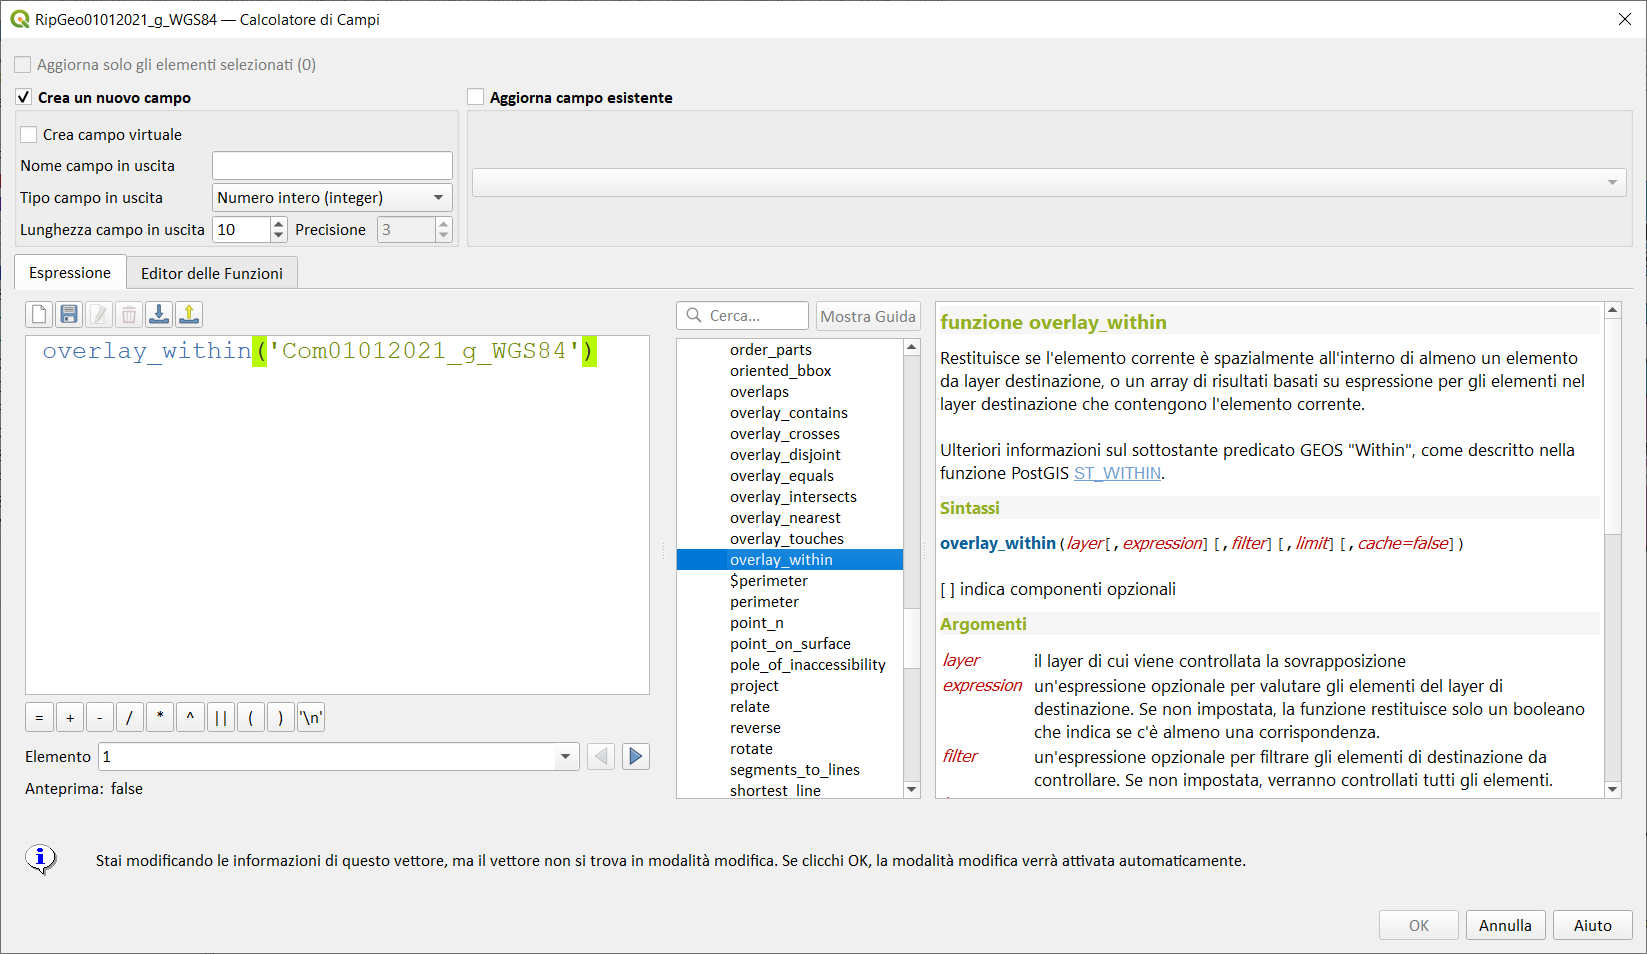 RipGeo01012021_g_WGS84 — Calcolatore di Campi
Aggiorna solo gli elementi selezionati (0)
Crea un nuovo campo
Aggiorna campo esistente
Crea campo virtuale
Nome campo in uscita
Tipo campo in uscita Numero intero (integer)
Lunghezza campo in uscita 10 Precisione 3
Espressione Editor delle Funzioni
overlay_within('Com01012021_g_WGS84')
= + - / * ^ || ( ) '\n'
Elemento 1
Anteprima: false
Cerca... Mostra Guida
order_parts
oriented_bbox
overlaps
overlay_contains
overlay_crosses
overlay_disjoint
overlay_equals
overlay_intersects
overlay_nearest
overlay_touches
overlay_within
$perimeter
perimeter
point_n
point_on_surface
pole_of_inaccessibility
project
relate
reverse
rotate
segments_to_lines
shortest_line
funzione overlay_within
Restituisce se l'elemento corrente è spazialmente all'interno di almeno un elemento
da layer destinazione, o un array di risultati basati su espressione per gli elementi nel
layer destinazione che contengono l'elemento corrente.
Ulteriori informazioni sul sottostante predicato GEOS "Within", come descritto nella
funzione PostGIS ST_WITHIN.
Sintassi
overlay_within(layer[,expression][,filter][,limit][,cache=false])
[ ] indica componenti opzionali
Argomenti
layer il layer di cui viene controllata la sovrapposizione
expression un'espressione opzionale per valutare gli elementi del layer di
destinazione. Se non impostata, la funzione restituisce solo un booleano
che indica se c'è almeno una corrispondenza.
filter un'espressione opzionale per filtrare gli elementi di destinazione da
controllare. Se non impostata, verranno controllati tutti gli elementi.
Stai modificando le informazioni di questo vettore, ma il vettore non si trova in modalità modifica. Se clicchi OK, la modalità modifica verrà attivata automaticamente.
OK Annulla Aiuto